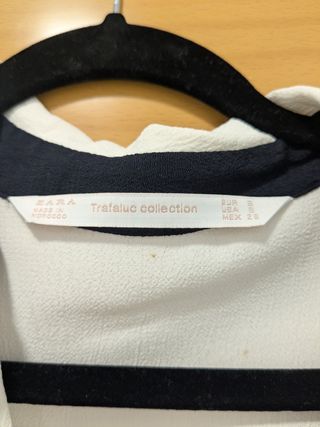 ZARA
MADE IN
MOROCCO
Trafaluc collection
EUR S
USA S
MEX 26